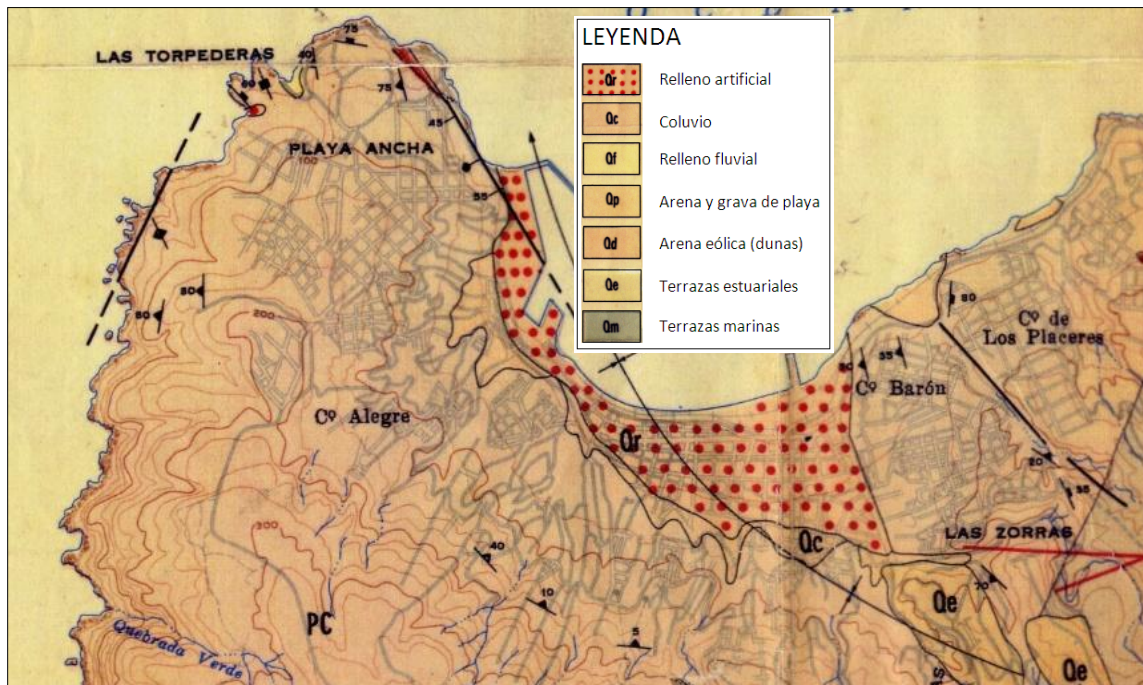 LEYENDA
Qr Relleno artificial
Qc Coluvio
Qf Relleno fluvial
Qp Arena y grava de playa
Qd Arena eólica (dunas)
Qe Terrazas estuariales
Qm Terrazas marinas
75
LAS TORPEDERAS
40
60
75
45
PLAYA ANCHA
100
55
80
80
200
80
Cº de
Los Placeres
55
80
Cº Barón
Cº Alegre
Qr
20
35
300
Qc
LAS ZORRAS
40
70
10
Qe
PC
5
Quebrada Verde
Qe